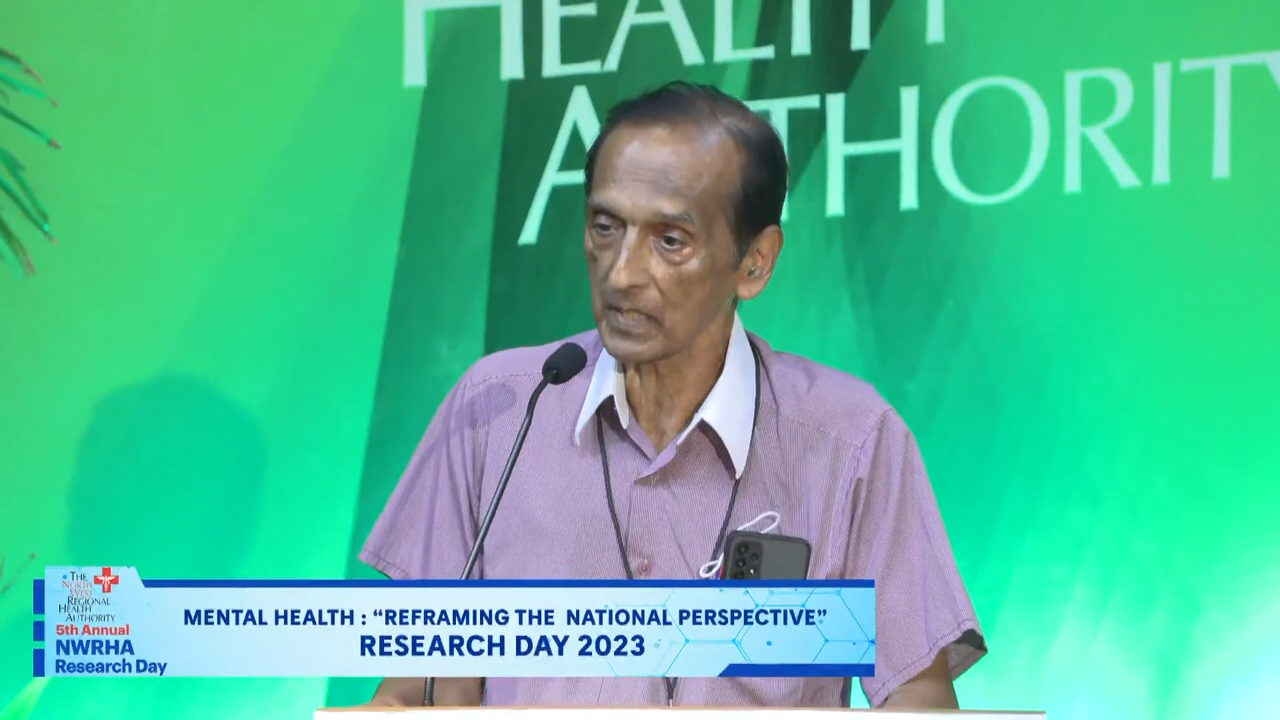 HEALTH
AUTHORITY
THE
NORTH
WEST
REGIONAL
HEALTH
AUTHORITY
5th Annual
NWRHA
Research Day
MENTAL HEALTH : “REFRAMING THE NATIONAL PERSPECTIVE”
RESEARCH DAY 2023